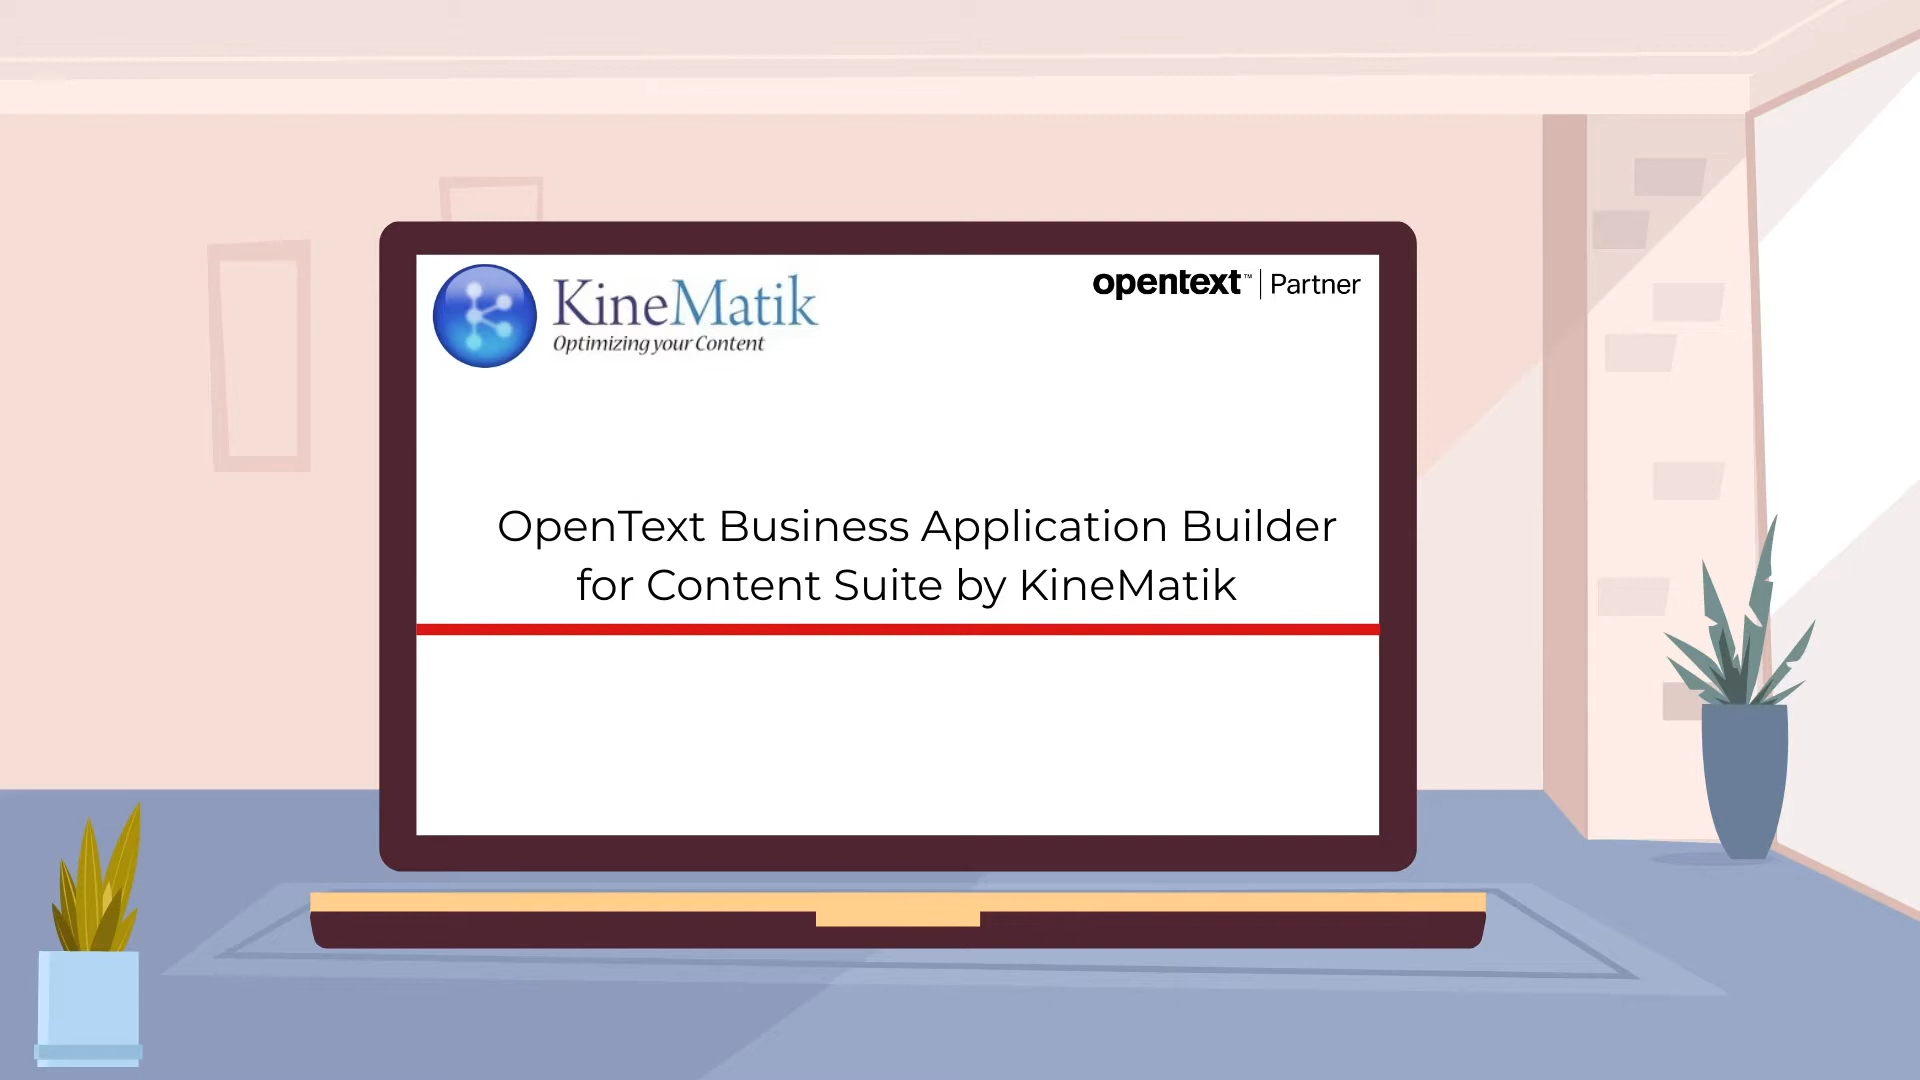 KineMatik
Optimizing your Content
opentext™ | Partner
OpenText Business Application Builder
for Content Suite by KineMatik